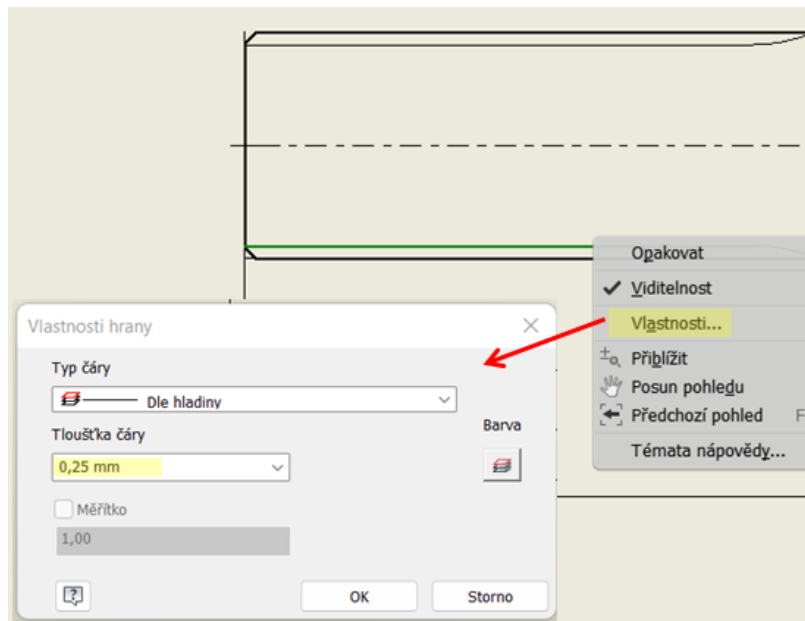 Opakovat
Viditelnost
Vlastnosti...
Přiblížit
Posun pohledu
Předchozí pohled F
Témata nápovědy...
Vlastnosti hrany
Typ čáry
Dle hladiny
Tloušťka čáry
Barva
0,25 mm
Měřítko
1,00
OK
Storno